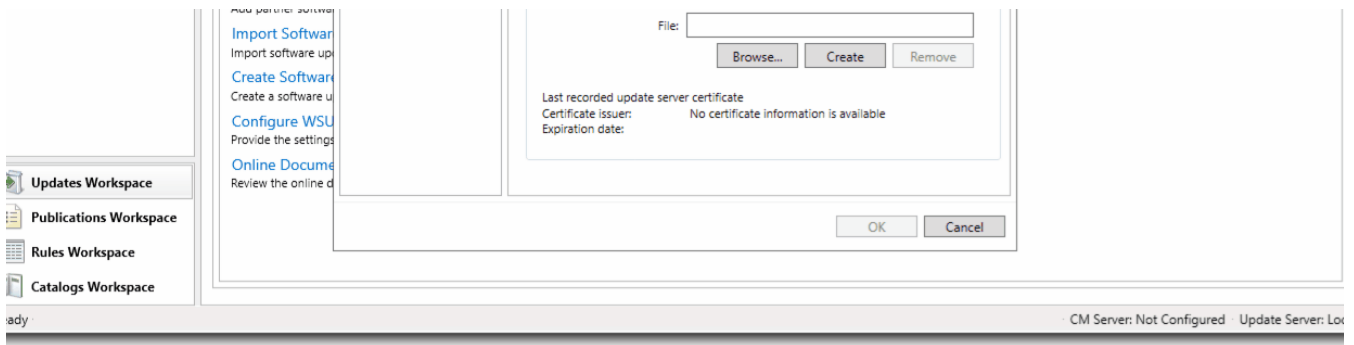 Add partner softwa
Import Softwar
Import software up
Create Software
Create a software u
Configure WSU
Provide the settings
Online Docume
Review the online d
File:
Browse...
Create
Remove
Last recorded update server certificate
Certificate issuer: No certificate information is available
Expiration date:
OK
Cancel
Updates Workspace
Publications Workspace
Rules Workspace
Catalogs Workspace
eady
CM Server: Not Configured
Update Server: Loc